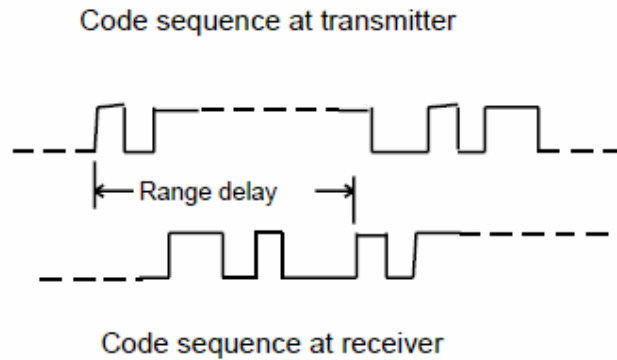 Code sequence at transmitter
Range delay
Code sequence at receiver